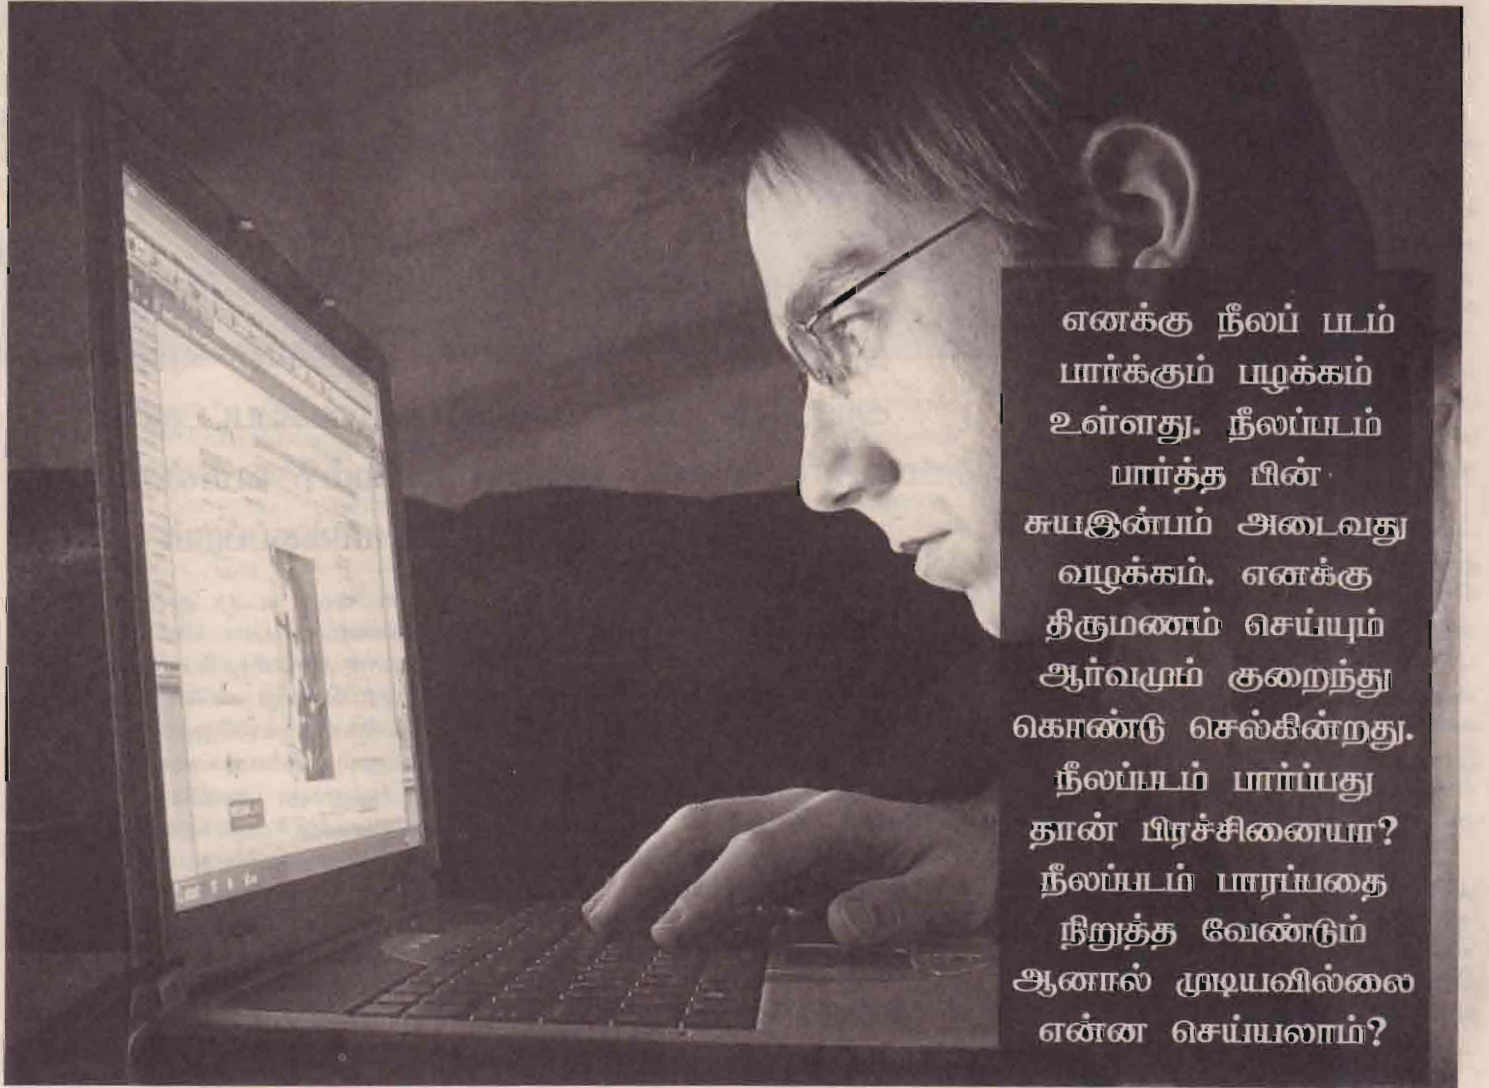 எனக்கு நீலப் படம்
பார்க்கும் பழக்கம்
உள்ளது. நீலப்படம்
பார்த்த பின்
சுயஇன்பம் அடைவது
வழக்கம். எனக்கு
திருமணம் செய்யும்
ஆர்வமும் குறைந்து
கொண்டு செல்கின்றது.
நீலப்படம் பார்ப்பது
தான் பிரச்சினையா?
நீலப்படம் பாரப்பதை
நிறுத்த வேண்டும்
ஆனால் முடியவில்லை
என்ன செய்யலாம்?